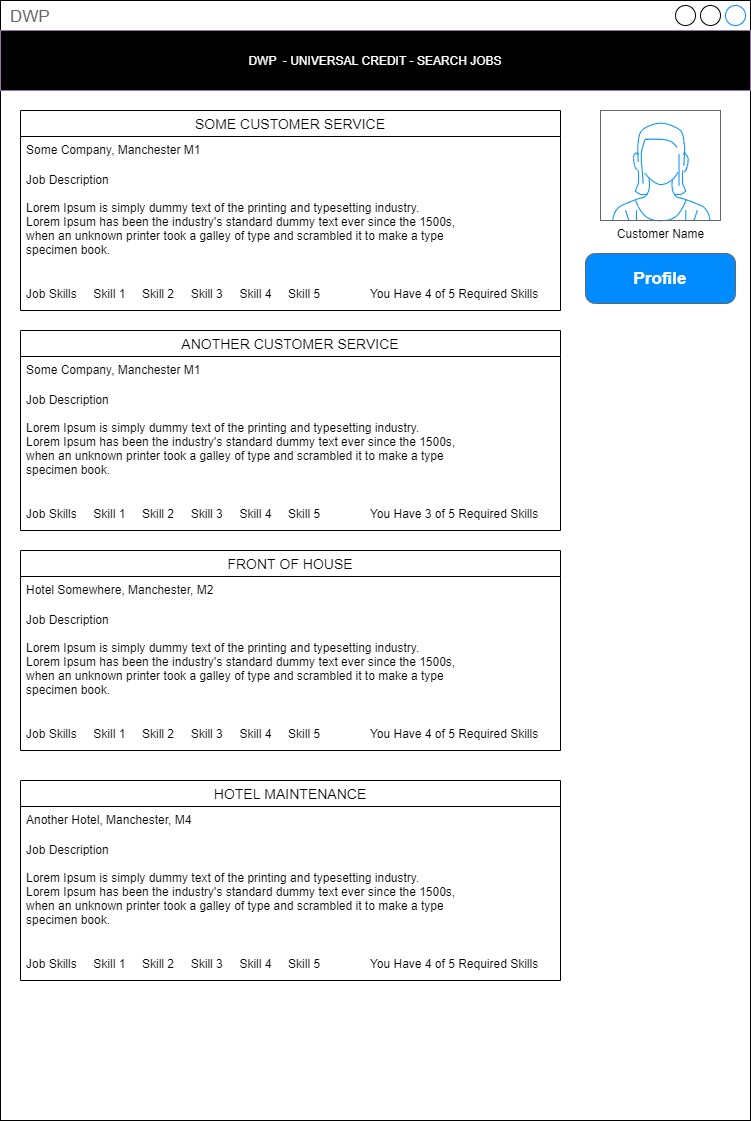 DWP
DWP  - UNIVERSAL CREDIT - SEARCH JOBS
SOME CUSTOMER SERVICE
Some Company, Manchester M1
Job Description
Lorem Ipsum is simply dummy text of the printing and typesetting industry.
Lorem Ipsum has been the industry's standard dummy text ever since the 1500s,
when an unknown printer took a galley of type and scrambled it to make a type
specimen book.
Job Skills Skill 1 Skill 2 Skill 3 Skill 4 Skill 5 You Have 4 of 5 Required Skills
Customer Name
Profile
ANOTHER CUSTOMER SERVICE
Some Company, Manchester M1
Job Description
Lorem Ipsum is simply dummy text of the printing and typesetting industry.
Lorem Ipsum has been the industry's standard dummy text ever since the 1500s,
when an unknown printer took a galley of type and scrambled it to make a type
specimen book.
Job Skills Skill 1 Skill 2 Skill 3 Skill 4 Skill 5 You Have 3 of 5 Required Skills
FRONT OF HOUSE
Hotel Somewhere, Manchester, M2
Job Description
Lorem Ipsum is simply dummy text of the printing and typesetting industry.
Lorem Ipsum has been the industry's standard dummy text ever since the 1500s,
when an unknown printer took a galley of type and scrambled it to make a type
specimen book.
Job Skills Skill 1 Skill 2 Skill 3 Skill 4 Skill 5 You Have 4 of 5 Required Skills
HOTEL MAINTENANCE
Another Hotel, Manchester, M4
Job Description
Lorem Ipsum is simply dummy text of the printing and typesetting industry.
Lorem Ipsum has been the industry's standard dummy text ever since the 1500s,
when an unknown printer took a galley of type and scrambled it to make a type
specimen book.
Job Skills Skill 1 Skill 2 Skill 3 Skill 4 Skill 5 You Have 4 of 5 Required Skills